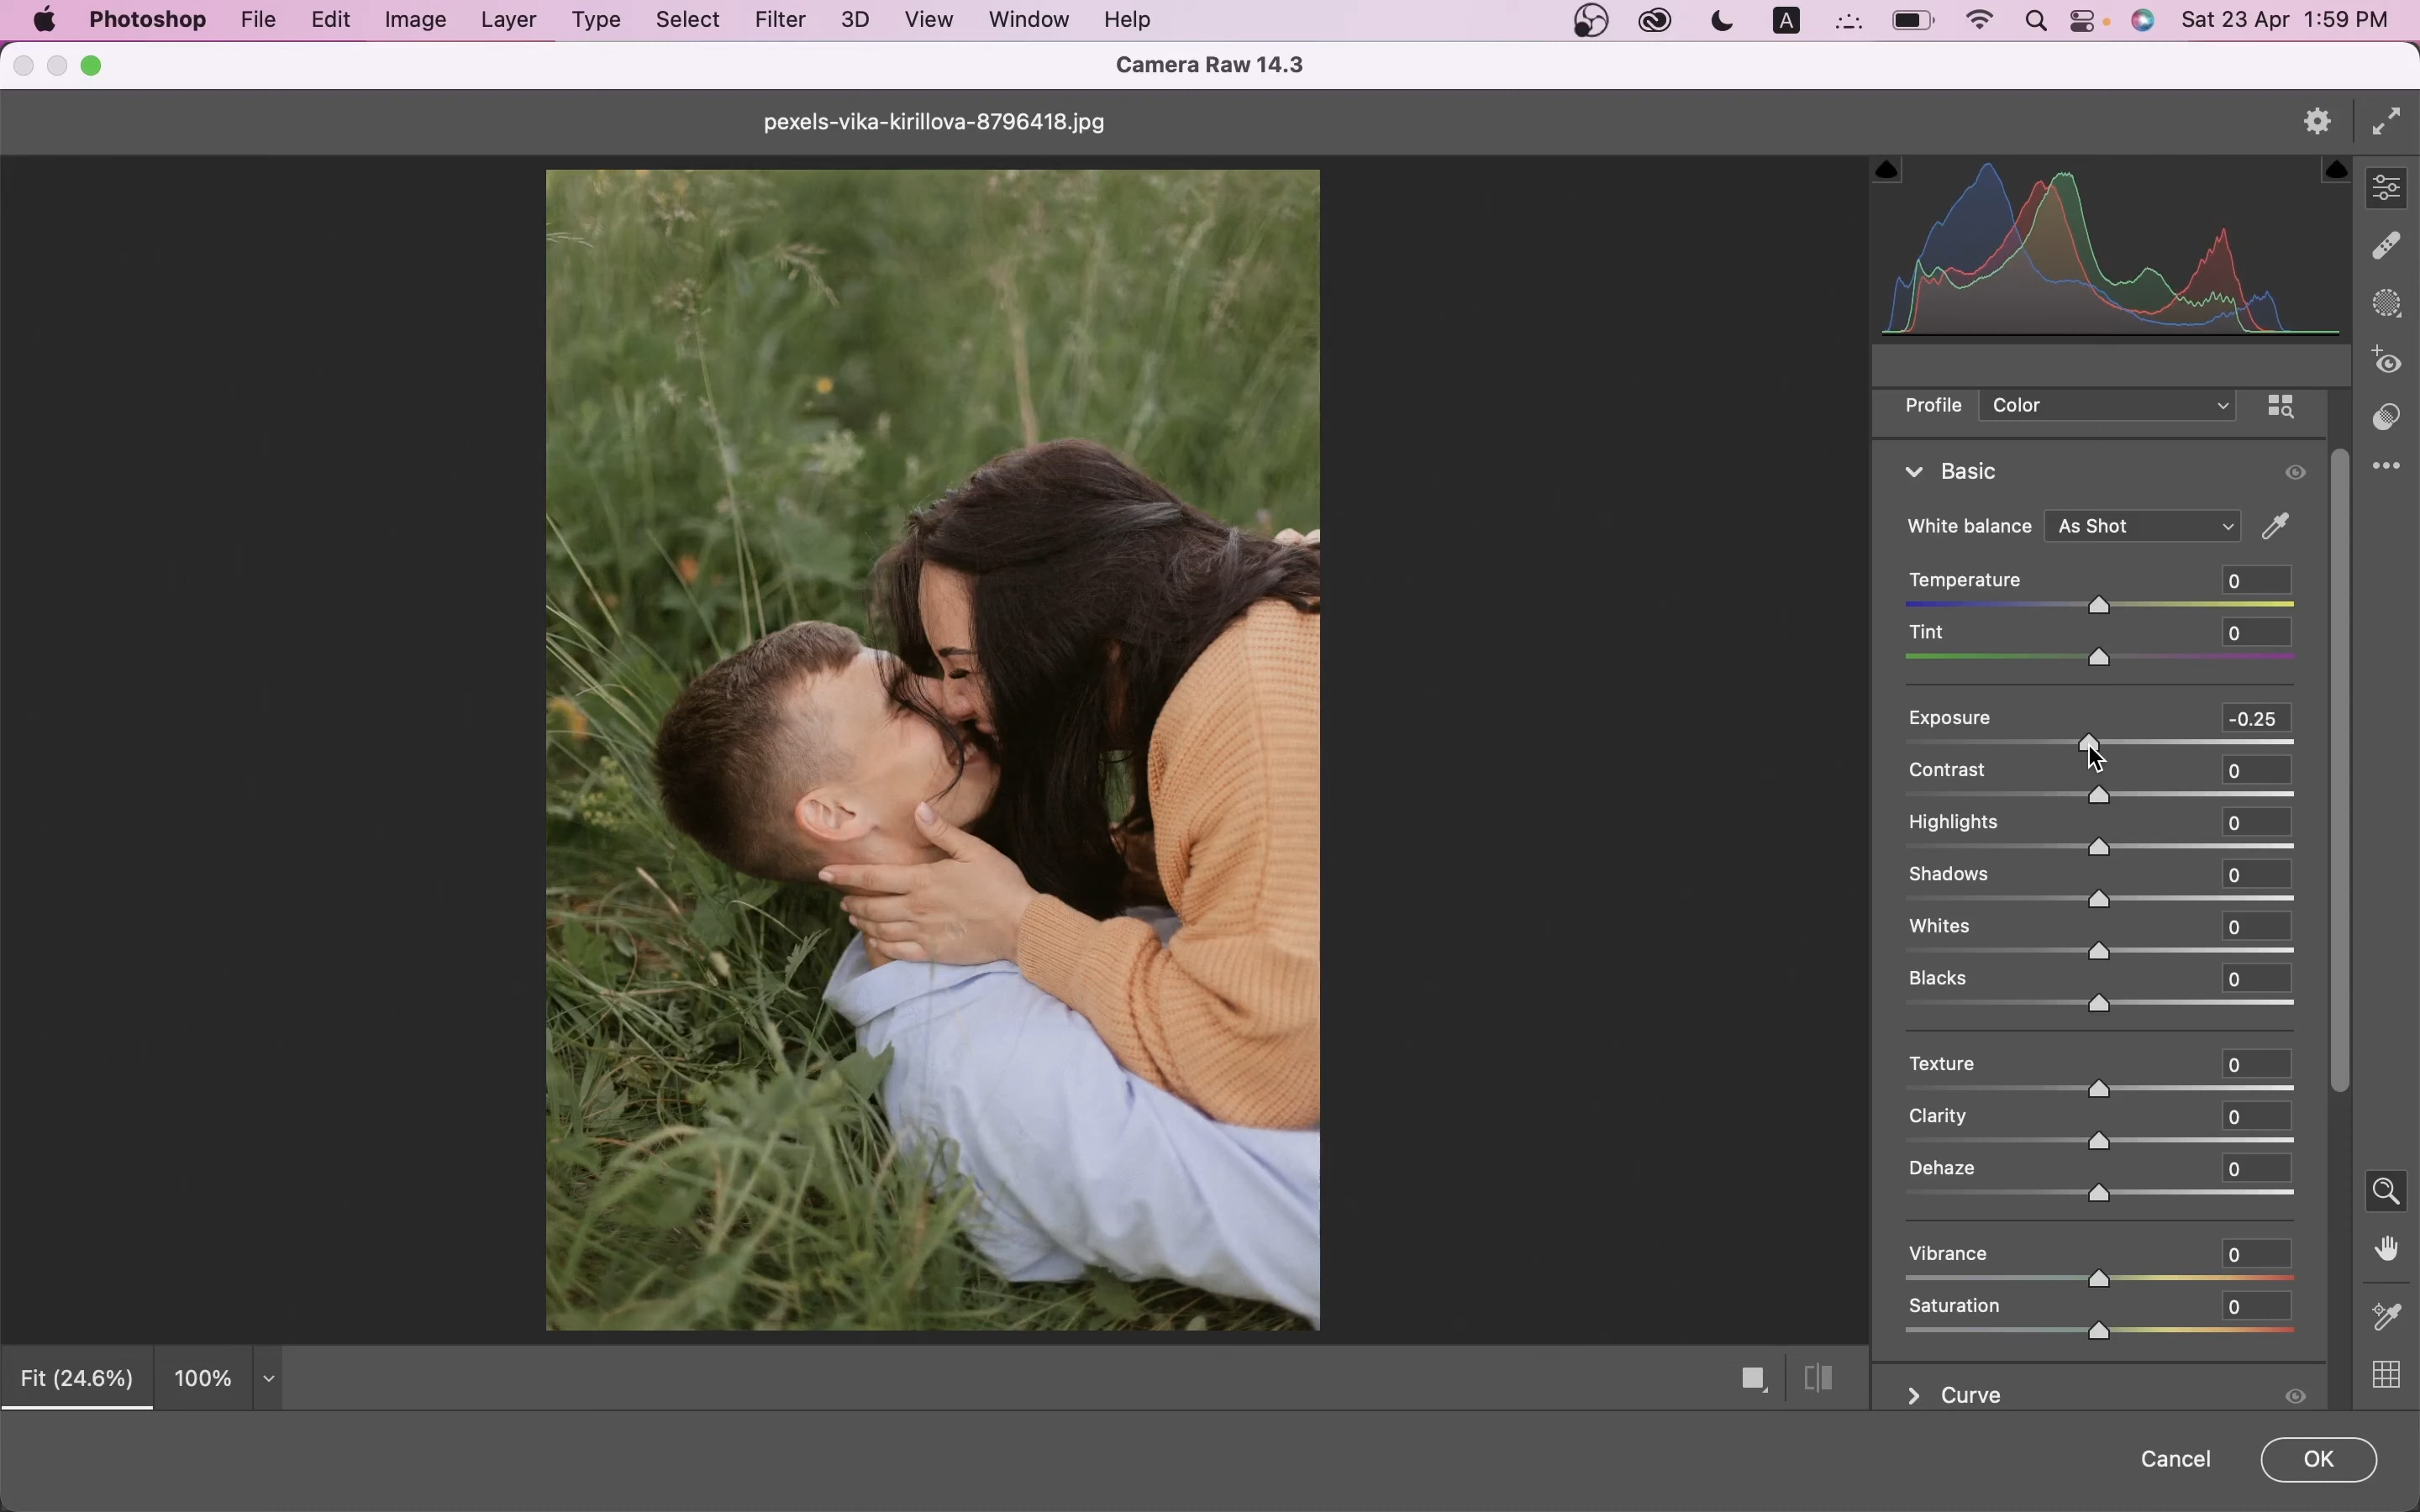 Photoshop File Edit Image Layer Type Select Filter 3D View Window Help A Sat 23 Apr 1:59 PM
Camera Raw 14.3
pexels-vika-kirillova-8796418.jpg
Profile Color
Basic
White balance As Shot
Temperature 0
Tint 0
Exposure -0.25
Contrast 0
Highlights 0
Shadows 0
Whites 0
Blacks 0
Texture 0
Clarity 0
Dehaze 0
Vibrance 0
Saturation 0
Curve
Fit (24.6%) 100%
Cancel OK